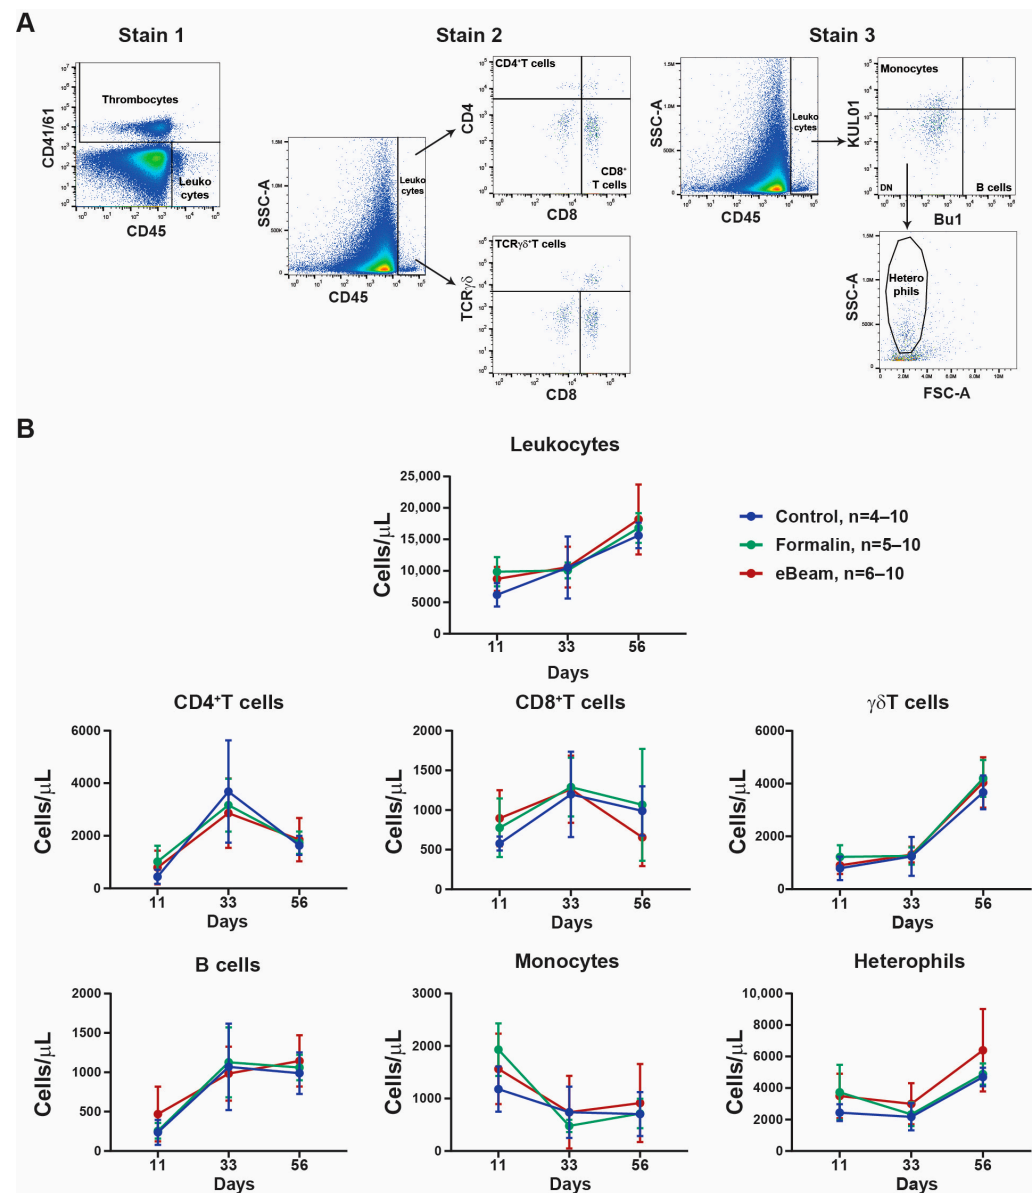 A
Stain 1
Stain 2
Stain 3
Thrombocytes
Leuko
cytes
CD41/61
CD45
SSC-A
Leuko
cytes
CD45
CD4⁺T cells
CD4
CD8⁺
T cells
CD8
TCRγδ⁺T cells
TCRγδ
CD8
SSC-A
Leuko
cytes
CD45
Monocytes
KUL01
DN
B cells
Bu1
SSC-A
Hetero
phils
FSC-A
B
Leukocytes
Cells/µL
25,000
20,000
15,000
10,000
5000
0
11 33 56
Days
Control, n=4–10
Formalin, n=5–10
eBeam, n=6–10
CD4⁺T cells
Cells/µL
6000
4000
2000
0
11 33 56
Days
CD8⁺T cells
Cells/µL
2000
1500
1000
500
0
11 33 56
Days
γδT cells
Cells/µL
6000
4000
2000
0
11 33 56
Days
B cells
Cells/µL
2000
1500
1000
500
0
11 33 56
Days
Monocytes
Cells/µL
3000
2000
1000
0
11 33 56
Days
Heterophils
Cells/µL
10,000
8000
6000
4000
2000
0
11 33 56
Days